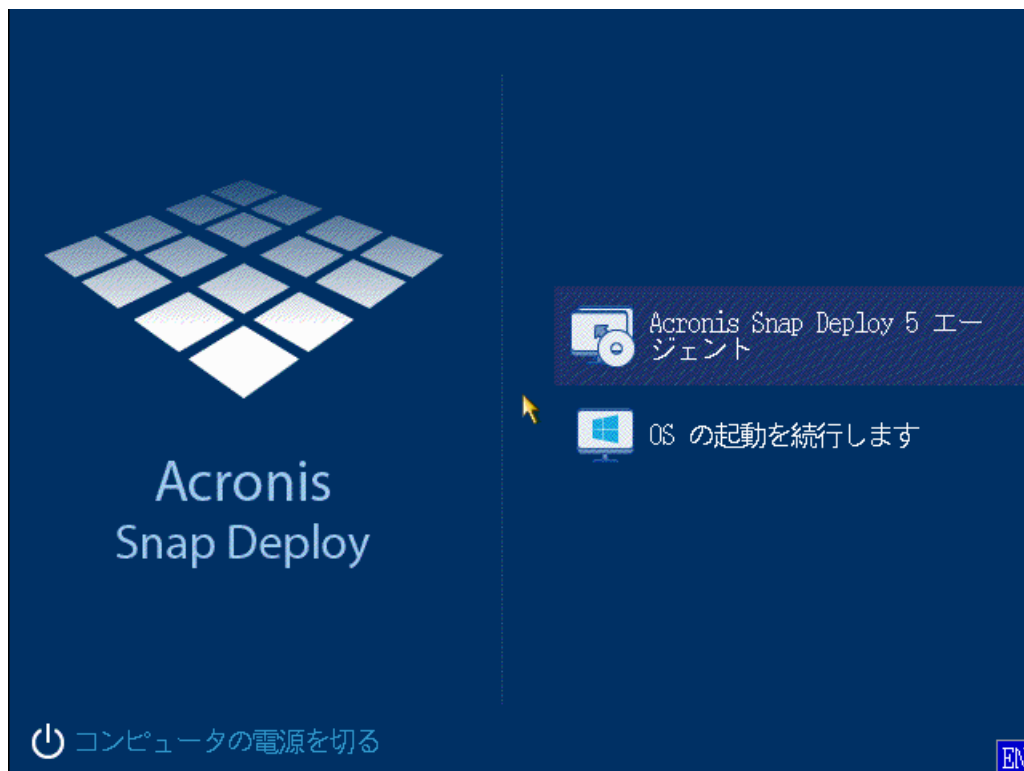 Acronis
Snap Deploy
Acronis Snap Deploy 5 エー
ジェント
OS の起動を続行します
コンピュータの電源を切る
EN